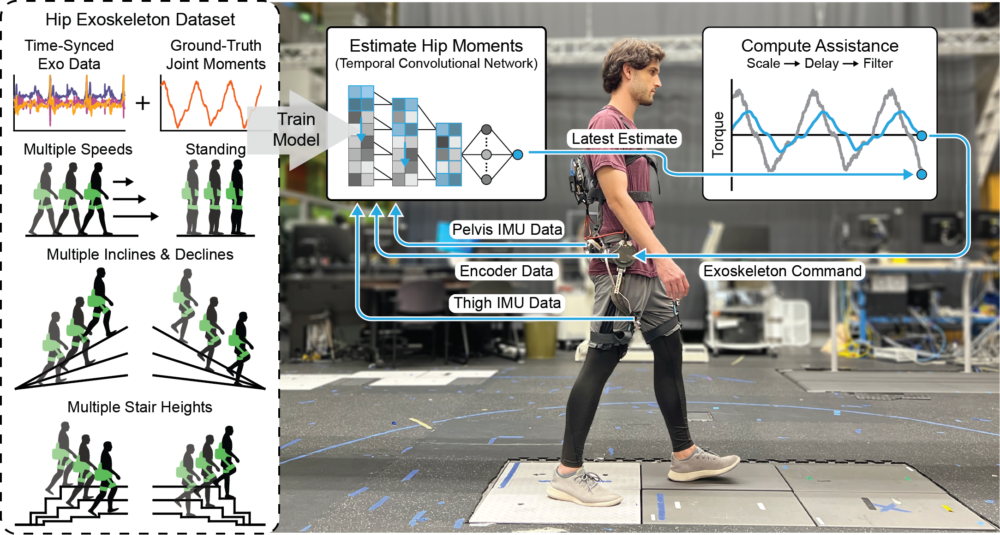 Hip Exoskeleton Dataset
Time-Synced
Exo Data
+
Ground-Truth
Joint Moments
Multiple Speeds
Standing
Multiple Inclines & Declines
Multiple Stair Heights
Train
Model
Estimate Hip Moments
(Temporal Convolutional Network)
Latest Estimate
Compute Assistance
Scale → Delay → Filter
Torque
Pelvis IMU Data
Encoder Data
Thigh IMU Data
Exoskeleton Command